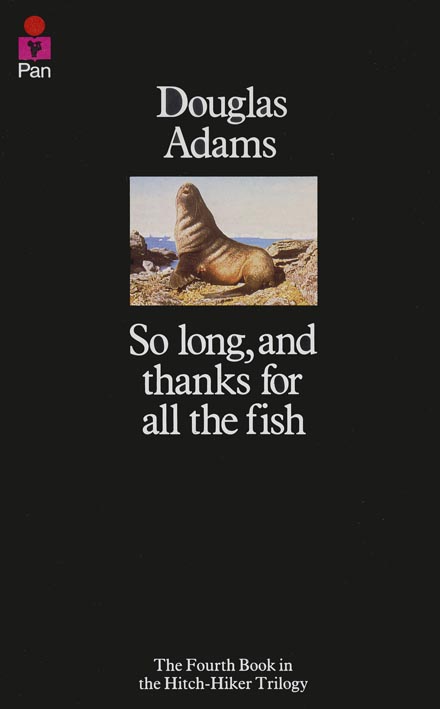 Pan
Douglas
Adams
So long, and
thanks for
all the fish
The Fourth Book in
the Hitch-Hiker Trilogy